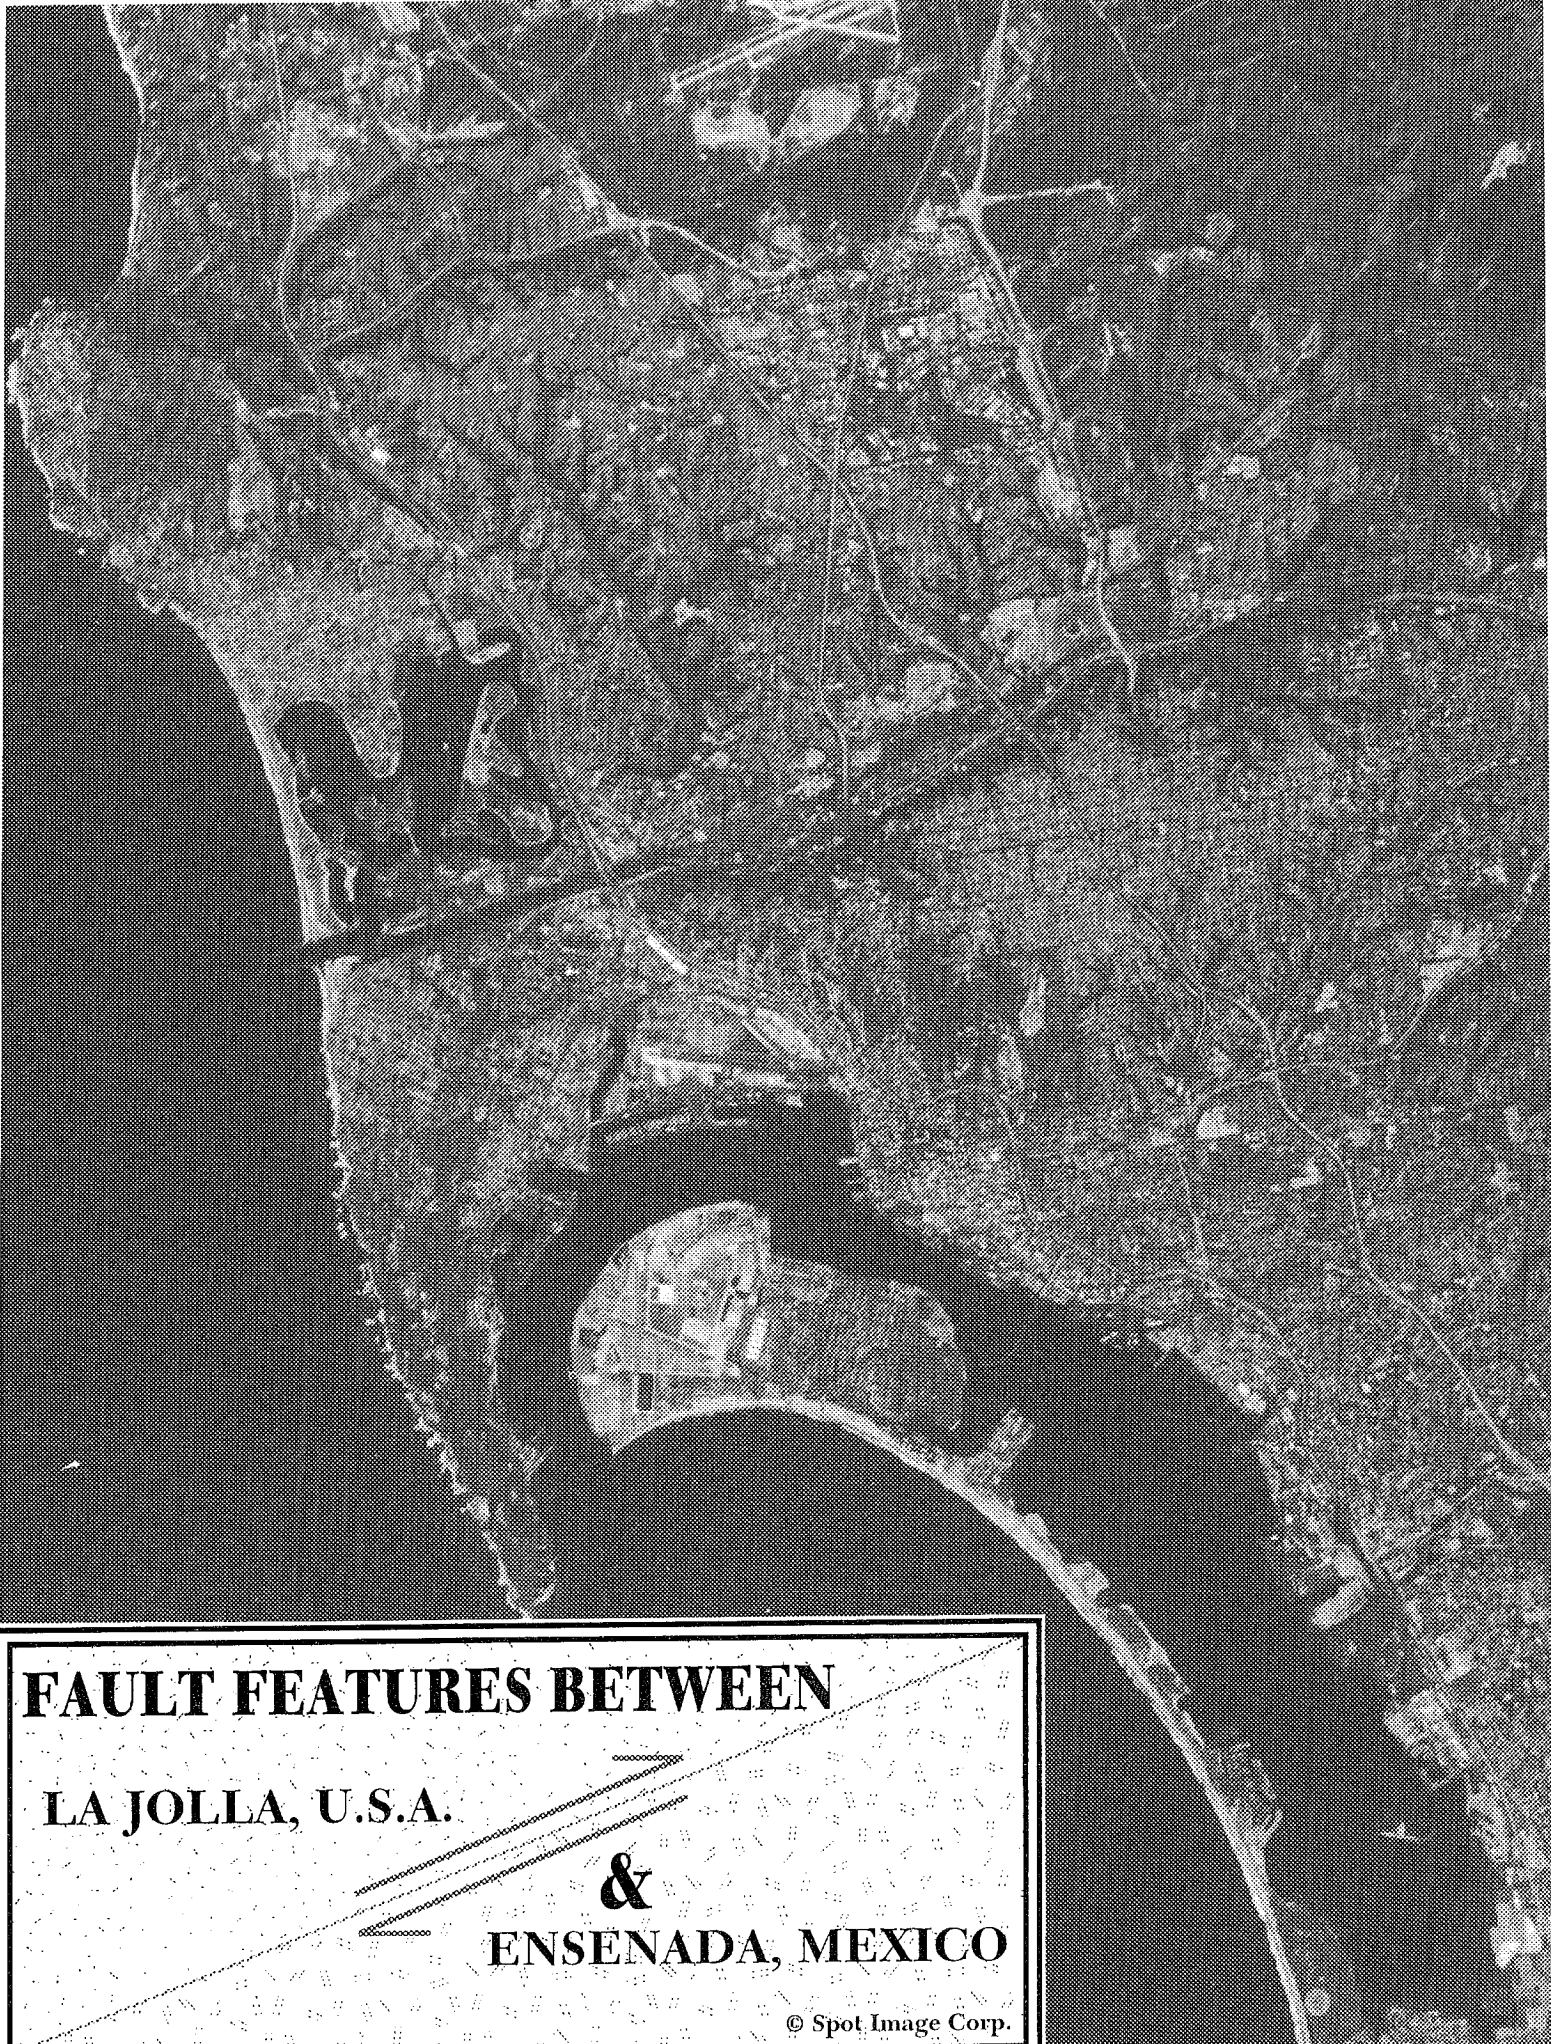 FAULT FEATURES BETWEEN
LA JOLLA, U.S.A.
&
ENSENADA, MEXICO
© Spot Image Corp.